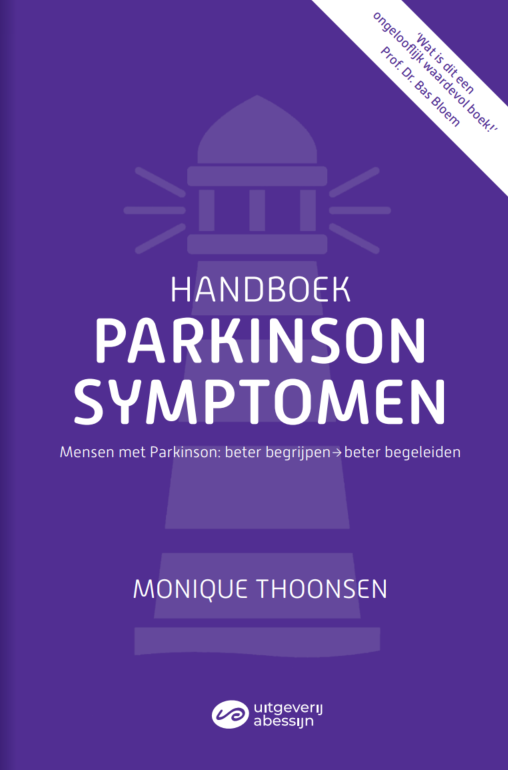 'Wat is dit een
ongelooflijk waardevol boek!'
Prof. Dr. Bas Bloem
HANDBOEK
PARKINSON
SYMPTOMEN
Mensen met Parkinson: beter begrijpen→beter begeleiden
MONIQUE THOONSEN
uitgeverij
abessijn